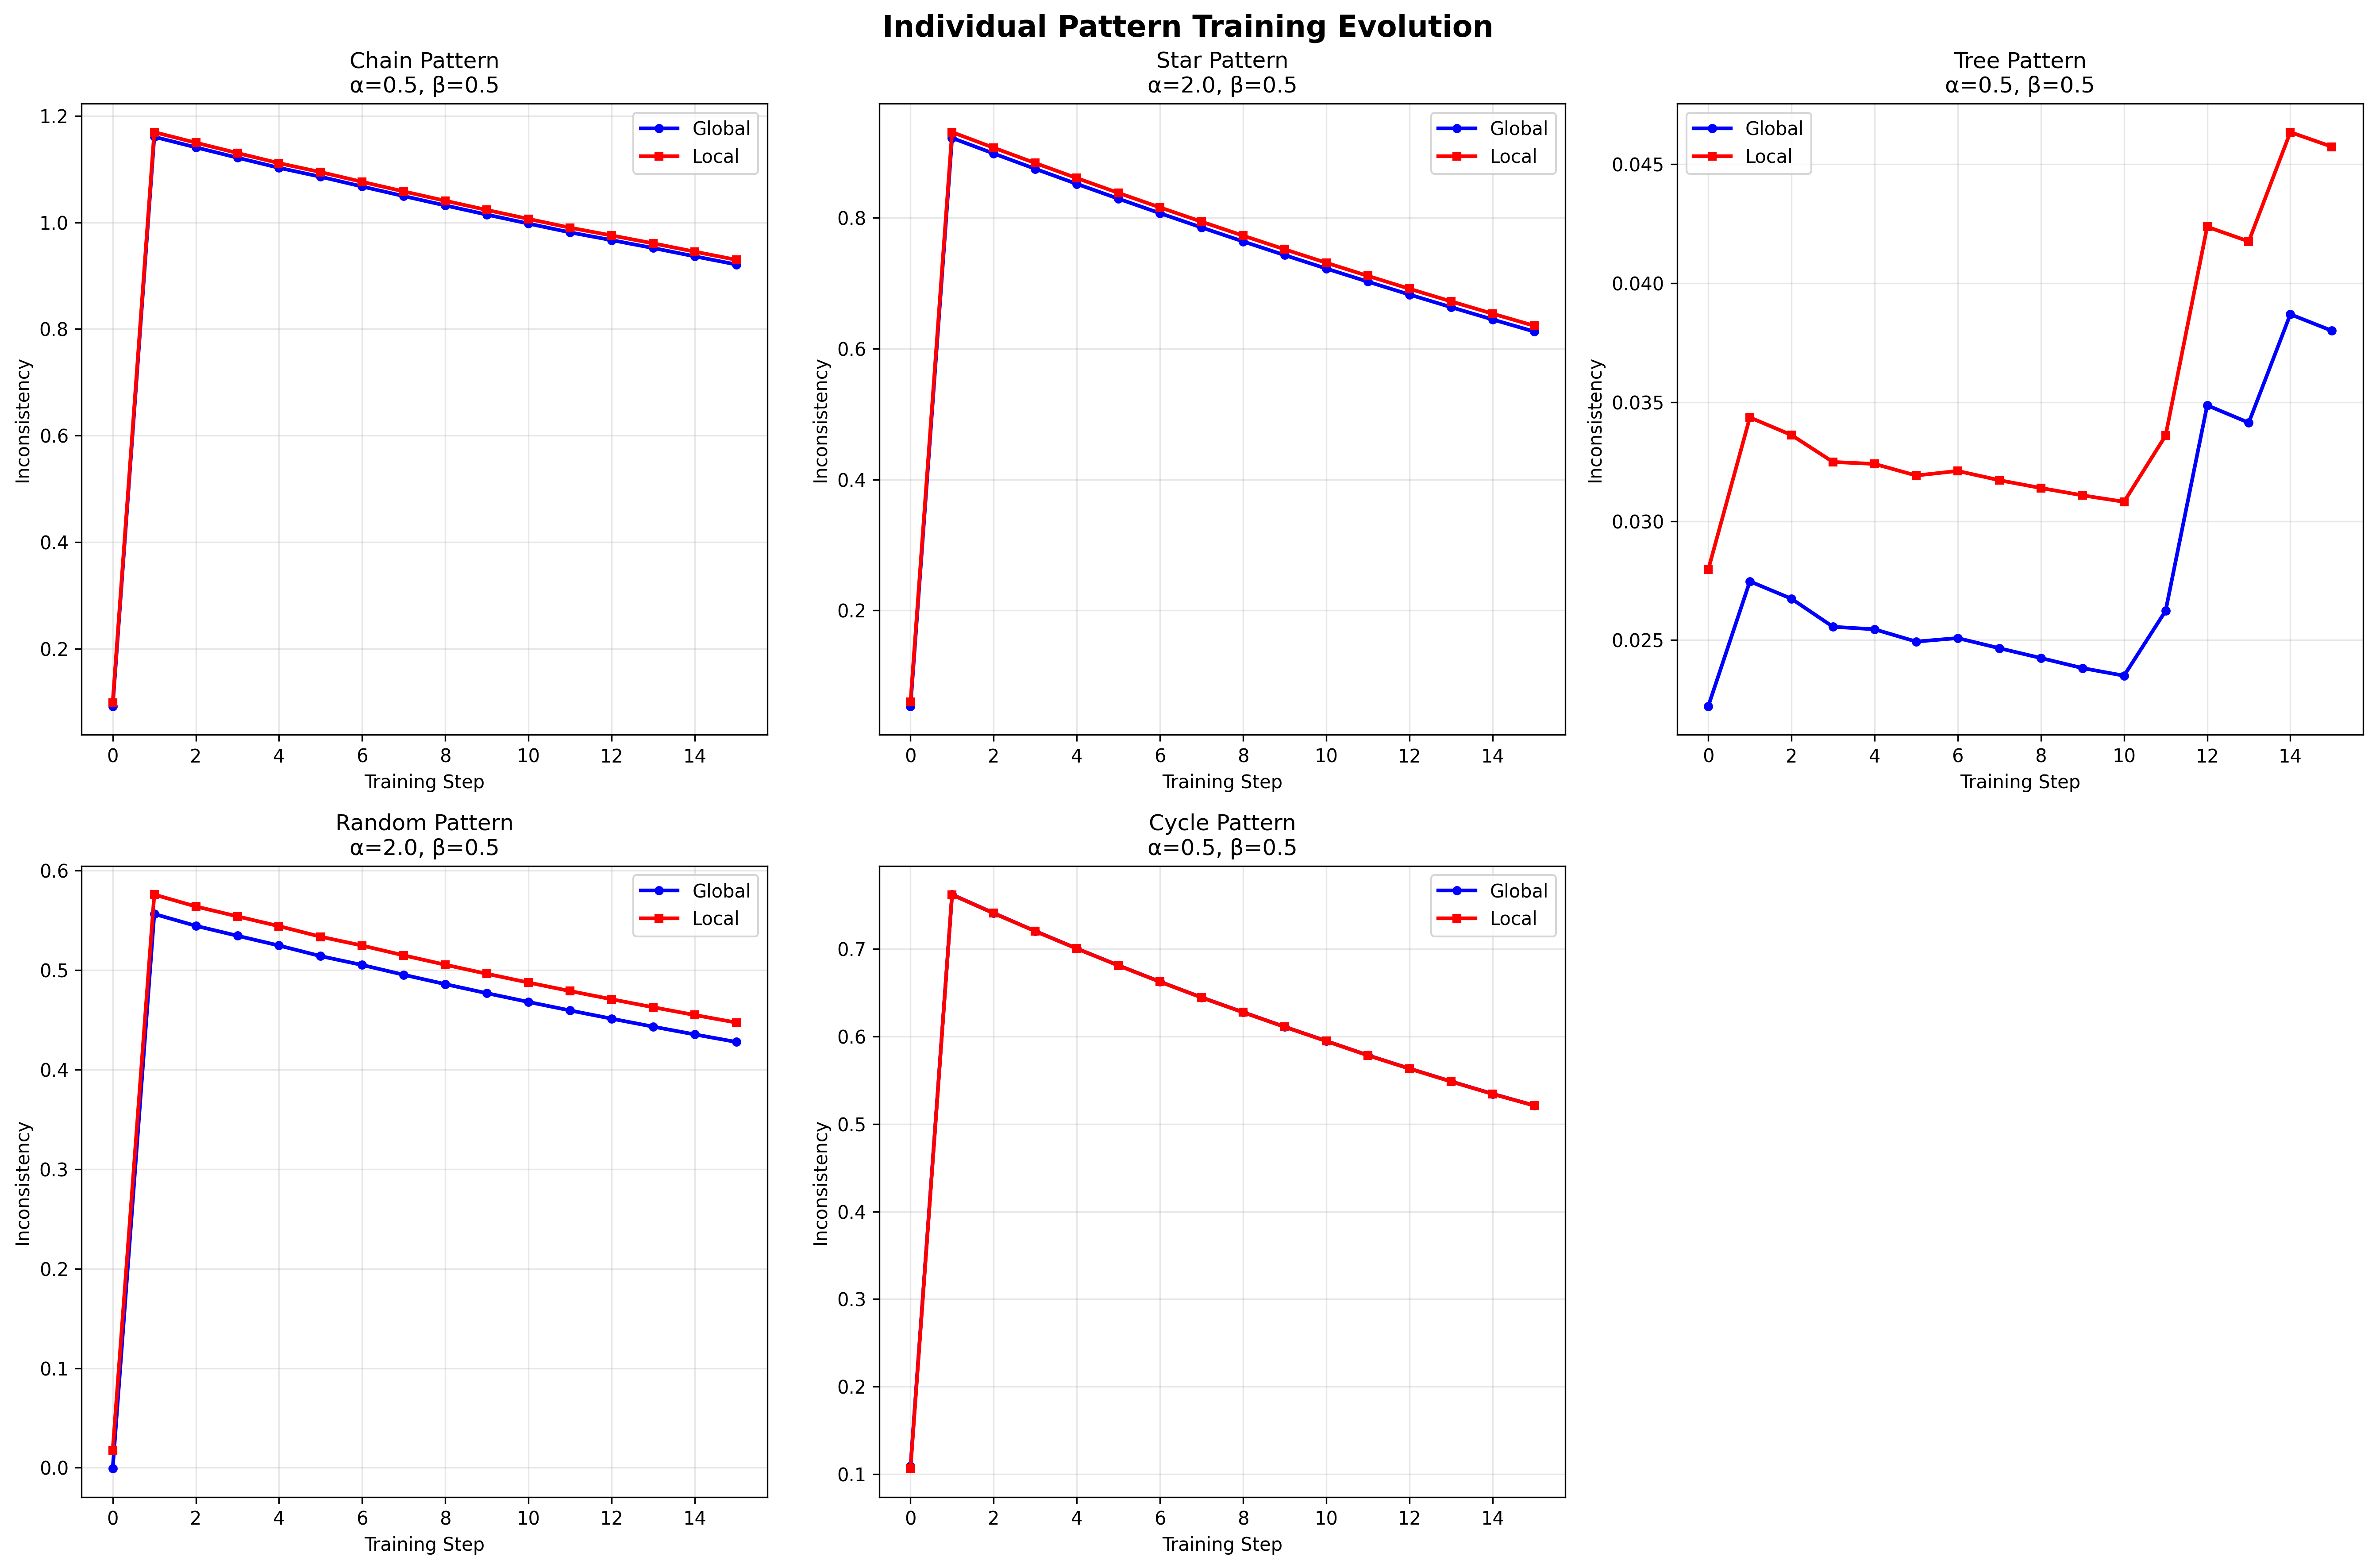 Individual Pattern Training Evolution
Chain Pattern
α=0.5, β=0.5
Global
Local
1.2
1.0
0.8
0.6
0.4
0.2
Inconsistency
0 2 4 6 8 10 12 14
Training Step
Star Pattern
α=2.0, β=0.5
Global
Local
0.8
0.6
0.4
0.2
Inconsistency
0 2 4 6 8 10 12 14
Training Step
Tree Pattern
α=0.5, β=0.5
Global
Local
0.045
0.040
0.035
0.030
0.025
Inconsistency
0 2 4 6 8 10 12 14
Training Step
Random Pattern
α=2.0, β=0.5
Global
Local
0.6
0.5
0.4
0.3
0.2
0.1
0.0
Inconsistency
0 2 4 6 8 10 12 14
Training Step
Cycle Pattern
α=0.5, β=0.5
Global
Local
0.7
0.6
0.5
0.4
0.3
0.2
0.1
Inconsistency
0 2 4 6 8 10 12 14
Training Step